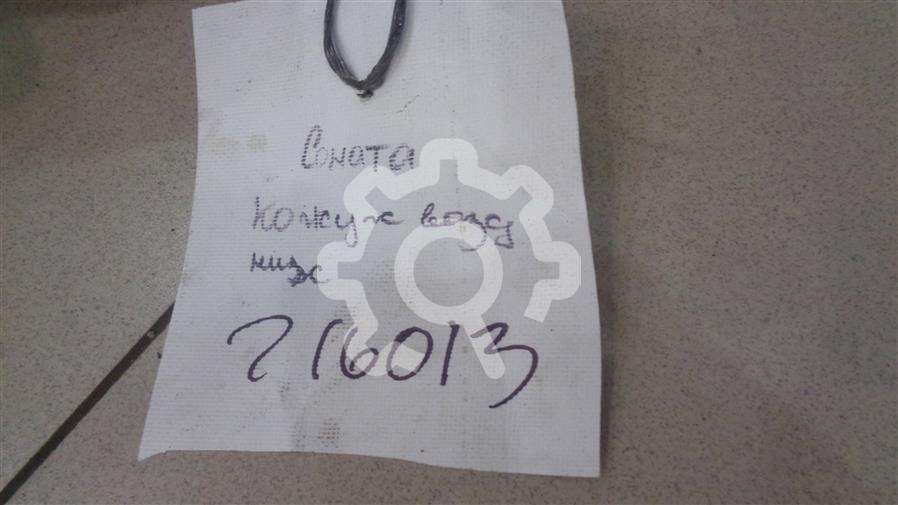 Соната
Кожух возд
ниж
216013